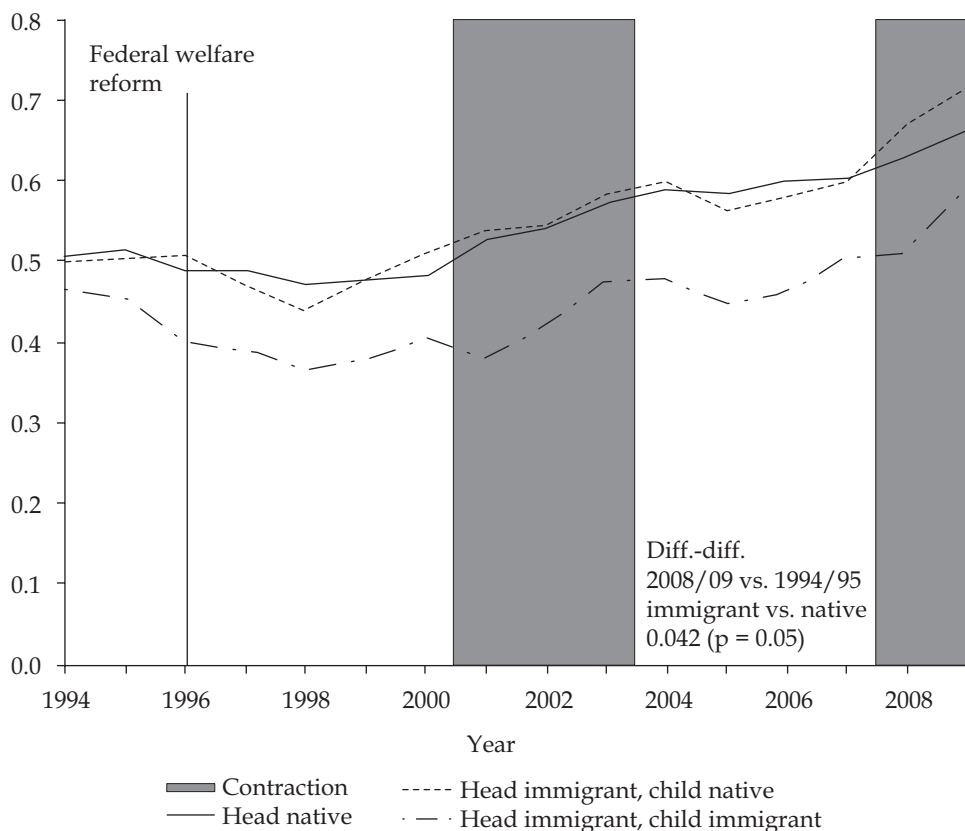 0.8
0.7
0.6
0.5
0.4
0.3
0.2
0.1
0.0
Federal welfare
reform
Diff.-diff.
2008/09 vs. 1994/95
immigrant vs. native
0.042 (p = 0.05)
1994 1996 1998 2000 2002 2004 2006 2008
Year
Contraction
Head native
Head immigrant, child native
Head immigrant, child immigrant